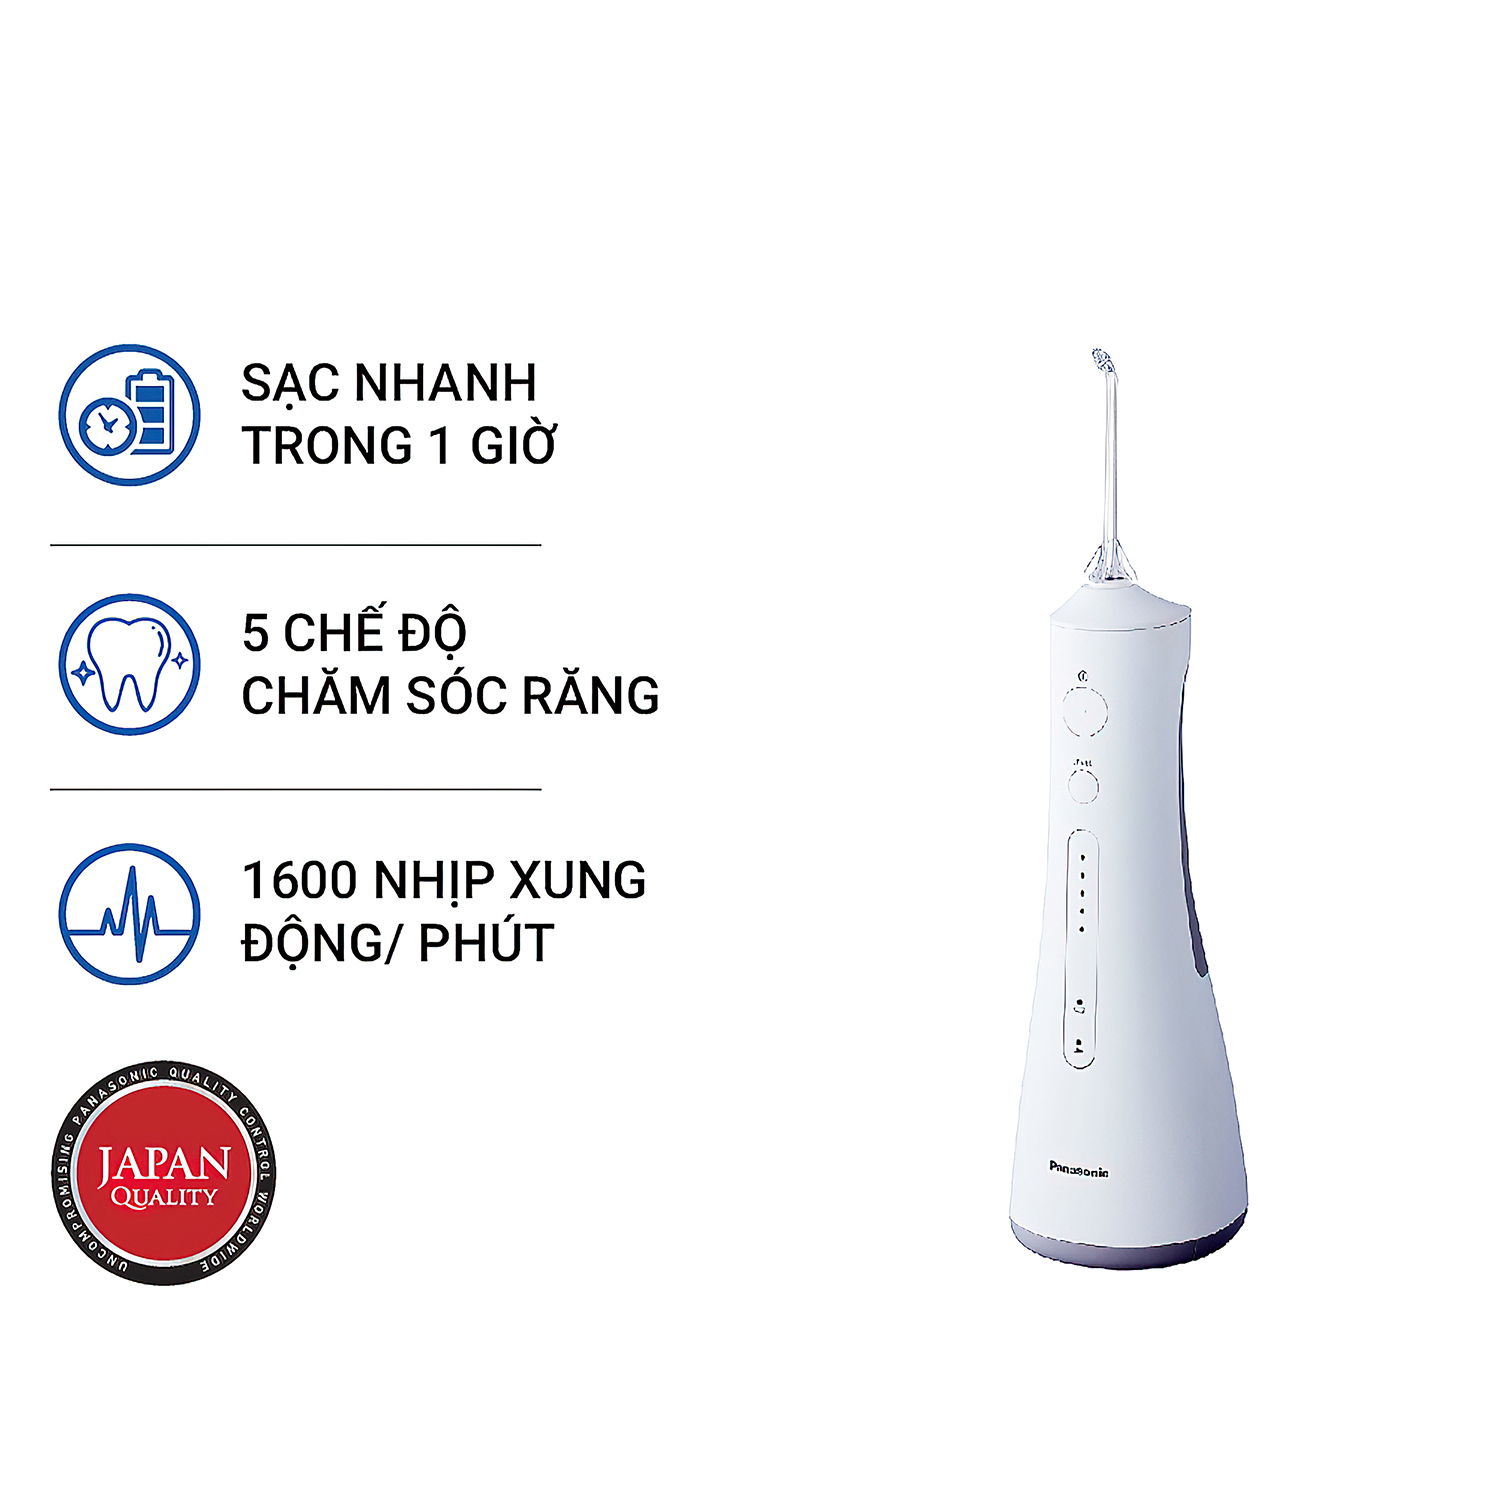 SẠC NHANH
TRONG 1 GIỜ
5 CHẾ ĐỘ
CHĂM SÓC RĂNG
1600 NHỊP XUNG
ĐỘNG/ PHÚT
UNCOMPROMISING PANASONIC QUALITY CONTROL WORLDWIDE
JAPAN
QUALITY
Panasonic